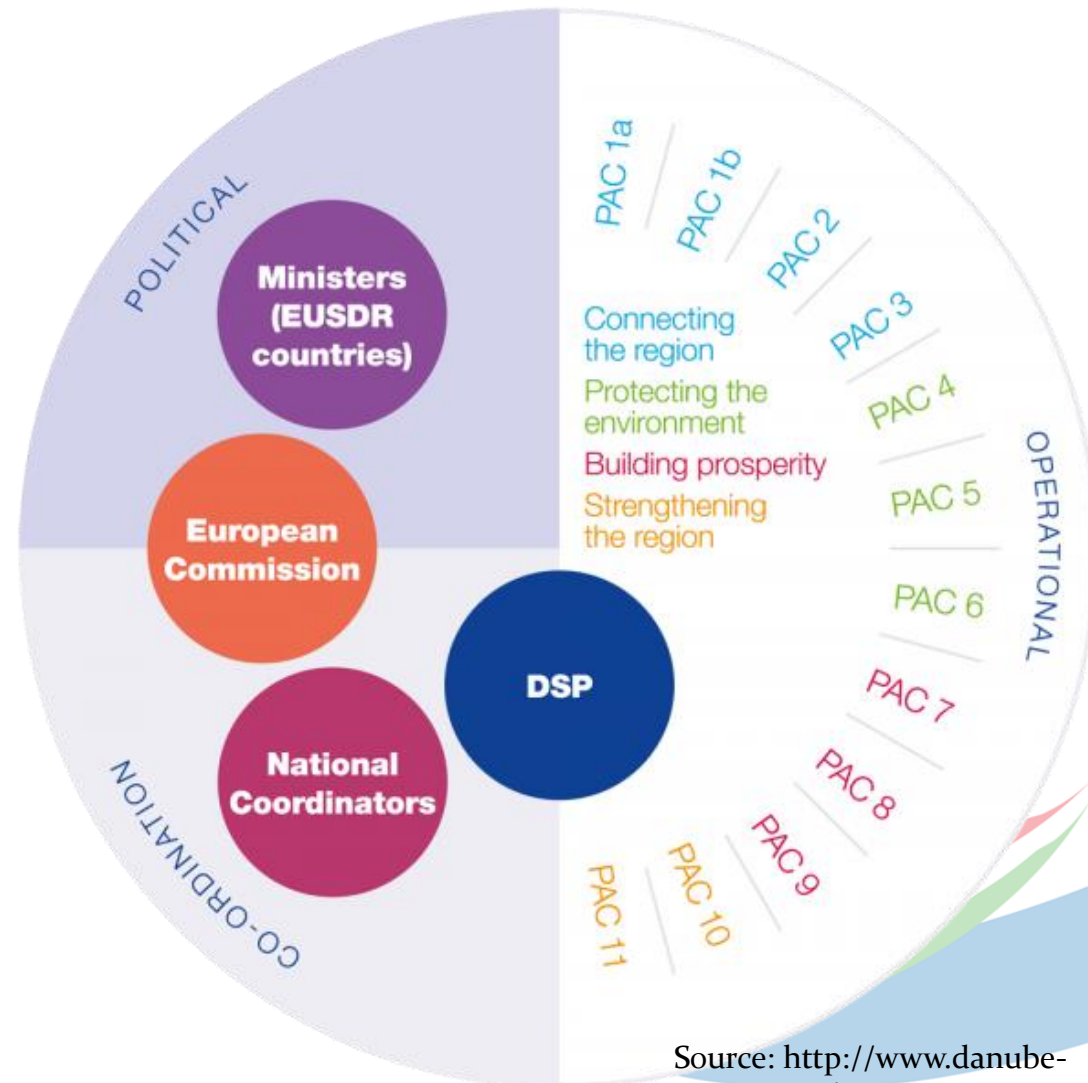 POLITICAL
Ministers
(EUSDR
countries)
European
Commission
National
Coordinators
CO-ORDINATION
DSP
PAC 1a
PAC 1b
PAC 2
PAC 3
PAC 4
PAC 5
PAC 6
PAC 7
PAC 8
PAC 9
PAC 10
PAC 11
Connecting
the region
Protecting the
environment
Building prosperity
Strengthening
the region
OPERATIONAL
Source: http://www.danube-